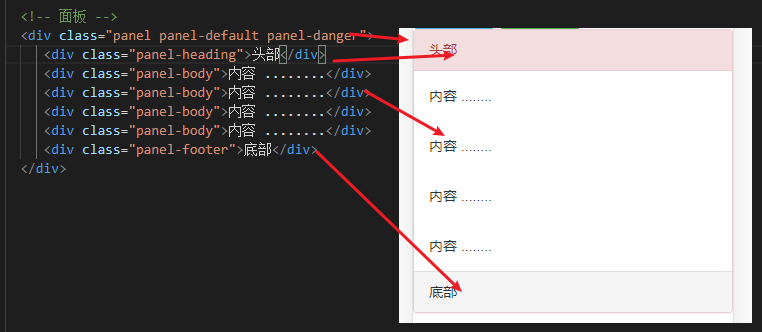 <!-- 面板 -->
<div class="panel panel-default panel-danger">
<div class="panel-heading">头部</div>
<div class="panel-body">内容 ........</div>
<div class="panel-body">内容 ........</div>
<div class="panel-body">内容 ........</div>
<div class="panel-body">内容 ........</div>
<div class="panel-footer">底部</div>
</div>
头部
内容 ........
内容 ........
内容 ........
内容 ........
底部